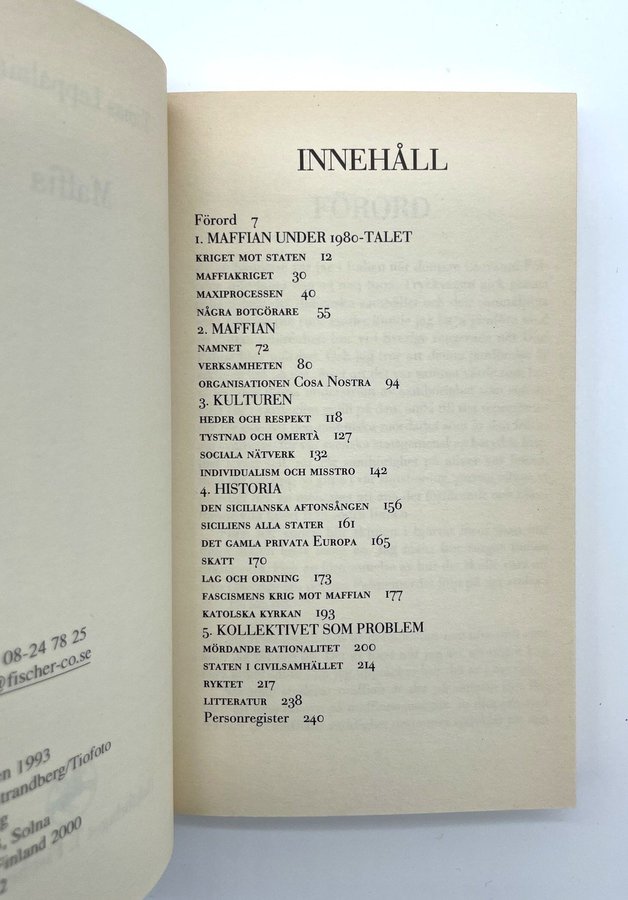 08-24 78 25
@fischer-co.se
en 1993
trandberg/Tiofoto
g
, Solna
Finland 2000
2
INNEHÅLL
Förord 7
1. MAFFIAN UNDER 1980-TALET
KRIGET MOT STATEN 12
MAFFIAKRIGET 30
MAXIPROCESSEN 40
NÅGRA BOTGÖRARE 55
2. MAFFIAN
NAMNET 72
VERKSAMHETEN 80
ORGANISATIONEN COSA NOSTRA 94
3. KULTUREN
HEDER OCH RESPEKT 118
TYSTNAD OCH OMERTÀ 127
SOCIALA NÄTVERK 132
INDIVIDUALISM OCH MISSTRO 142
4. HISTORIA
DEN SICILIANSKA AFTONSÅNGEN 156
SICILIENS ALLA STATER 161
DET GAMLA PRIVATA EUROPA 165
SKATT 170
LAG OCH ORDNING 173
FASCISMENS KRIG MOT MAFFIAN 177
KATOLSKA KYRKAN 193
5. KOLLEKTIVET SOM PROBLEM
MÖRDANDE RATIONALITET 200
STATEN I CIVILSAMHÄLLET 214
RYKTET 217
LITTERATUR 238
Personregister 240